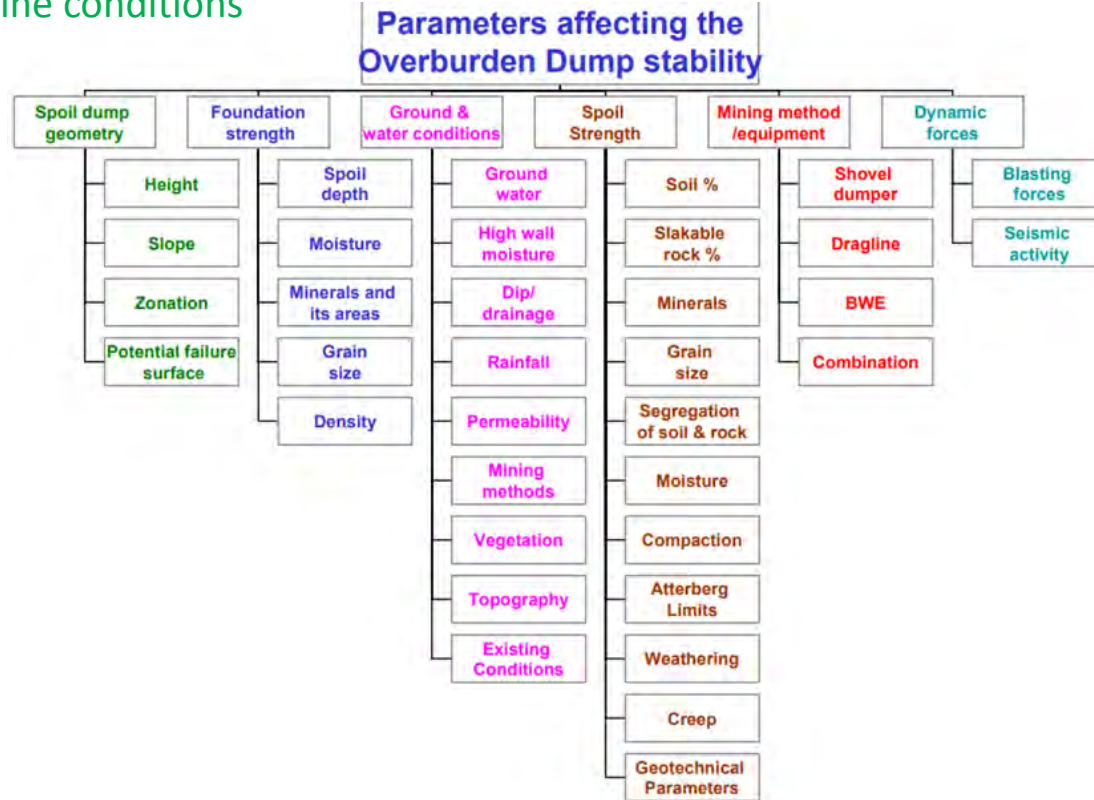 ine conditions
Parameters affecting the
Overburden Dump stability
Spoil dump
geometry
Height
Slope
Zonation
Potential failure
surface
Foundation
strength
Spoil
depth
Moisture
Minerals and
its areas
Grain
size
Density
Ground &
water conditions
Ground
water
High wall
moisture
Dip/
drainage
Rainfall
Permeability
Mining
methods
Vegetation
Topography
Existing
Conditions
Spoil
Strength
Soil %
Slakable
rock %
Minerals
Grain
size
Segregation
of soil & rock
Moisture
Compaction
Atterberg
Limits
Weathering
Creep
Geotechnical
Parameters
Mining method
/equipment
Shovel
dumper
Dragline
BWE
Combination
Dynamic
forces
Blasting
forces
Seismic
activity